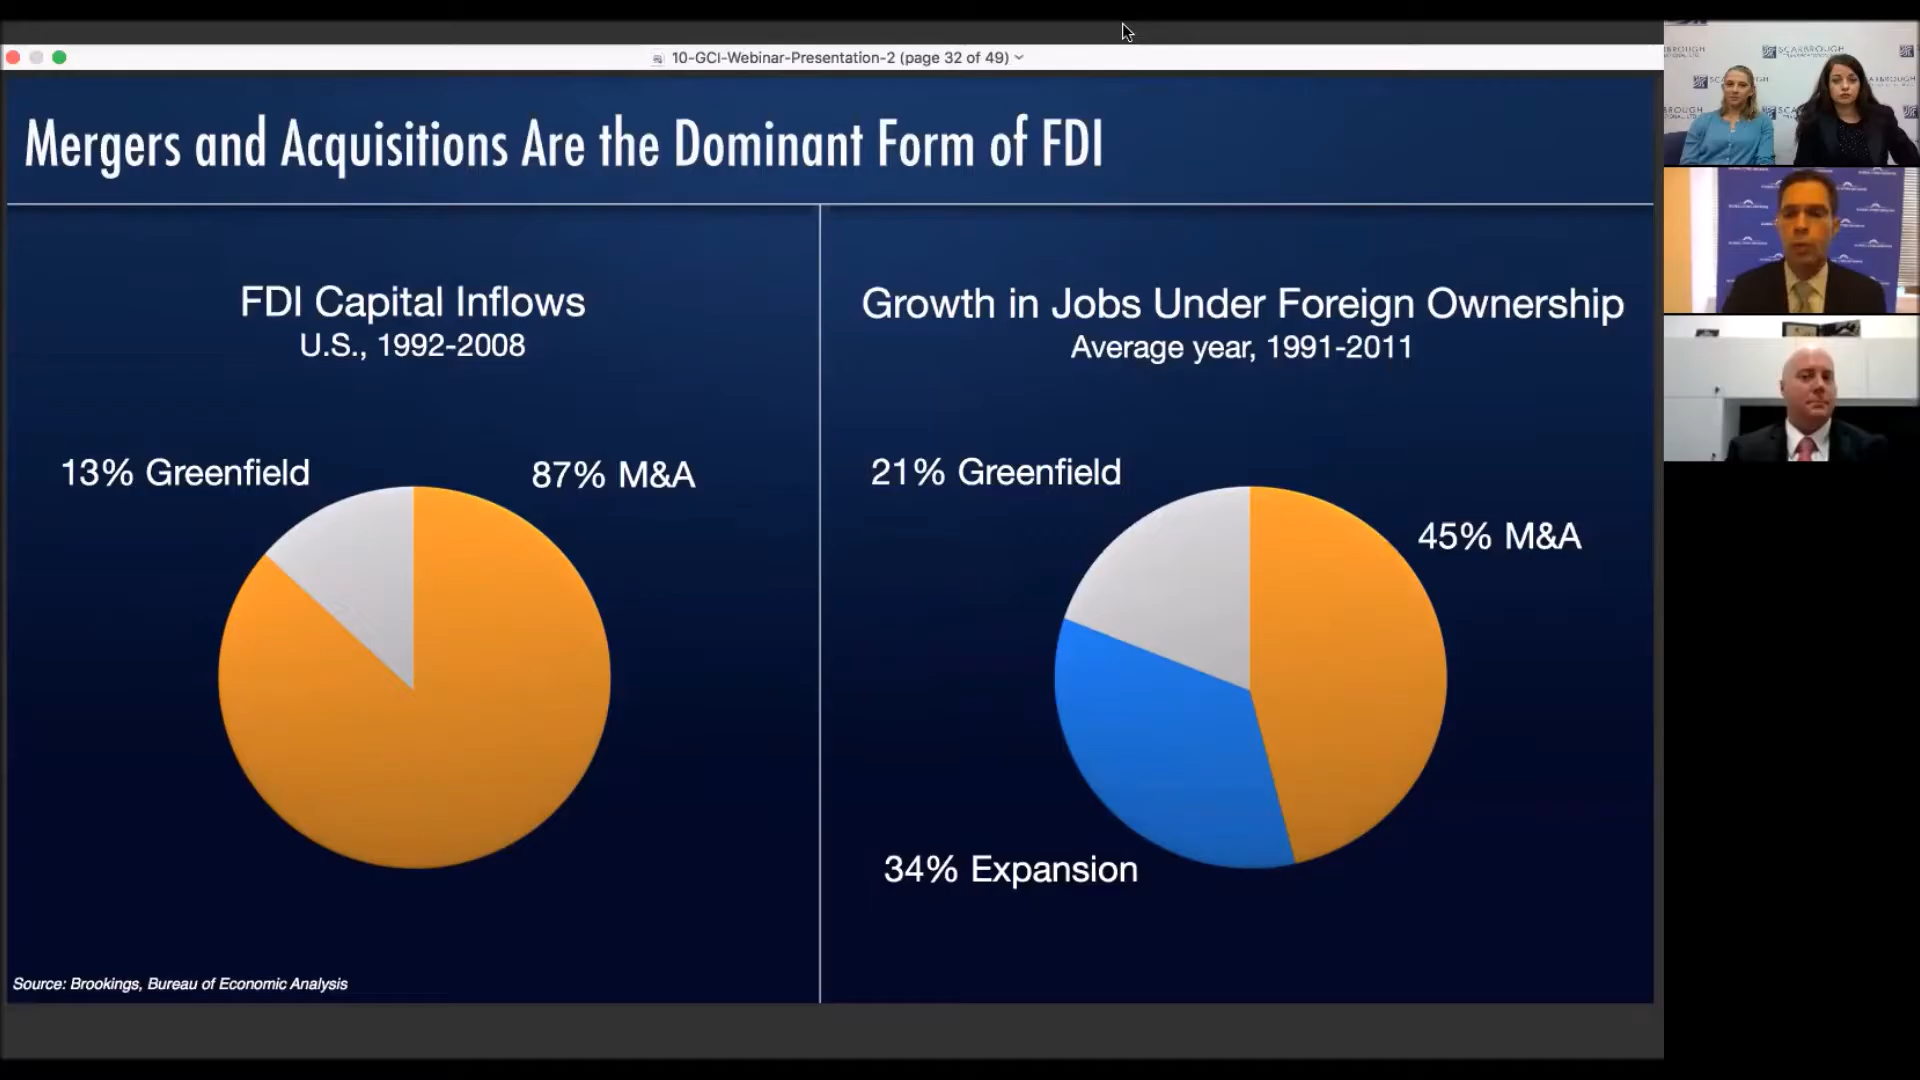 10-GCI-Webinar-Presentation-2 (page 32 of 49)
Mergers and Acquisitions Are the Dominant Form of FDI
FDI Capital Inflows
U.S., 1992-2008
13% Greenfield
87% M&A
Growth in Jobs Under Foreign Ownership
Average year, 1991-2011
21% Greenfield
45% M&A
34% Expansion
Source: Brookings, Bureau of Economic Analysis
SCARBROUGH